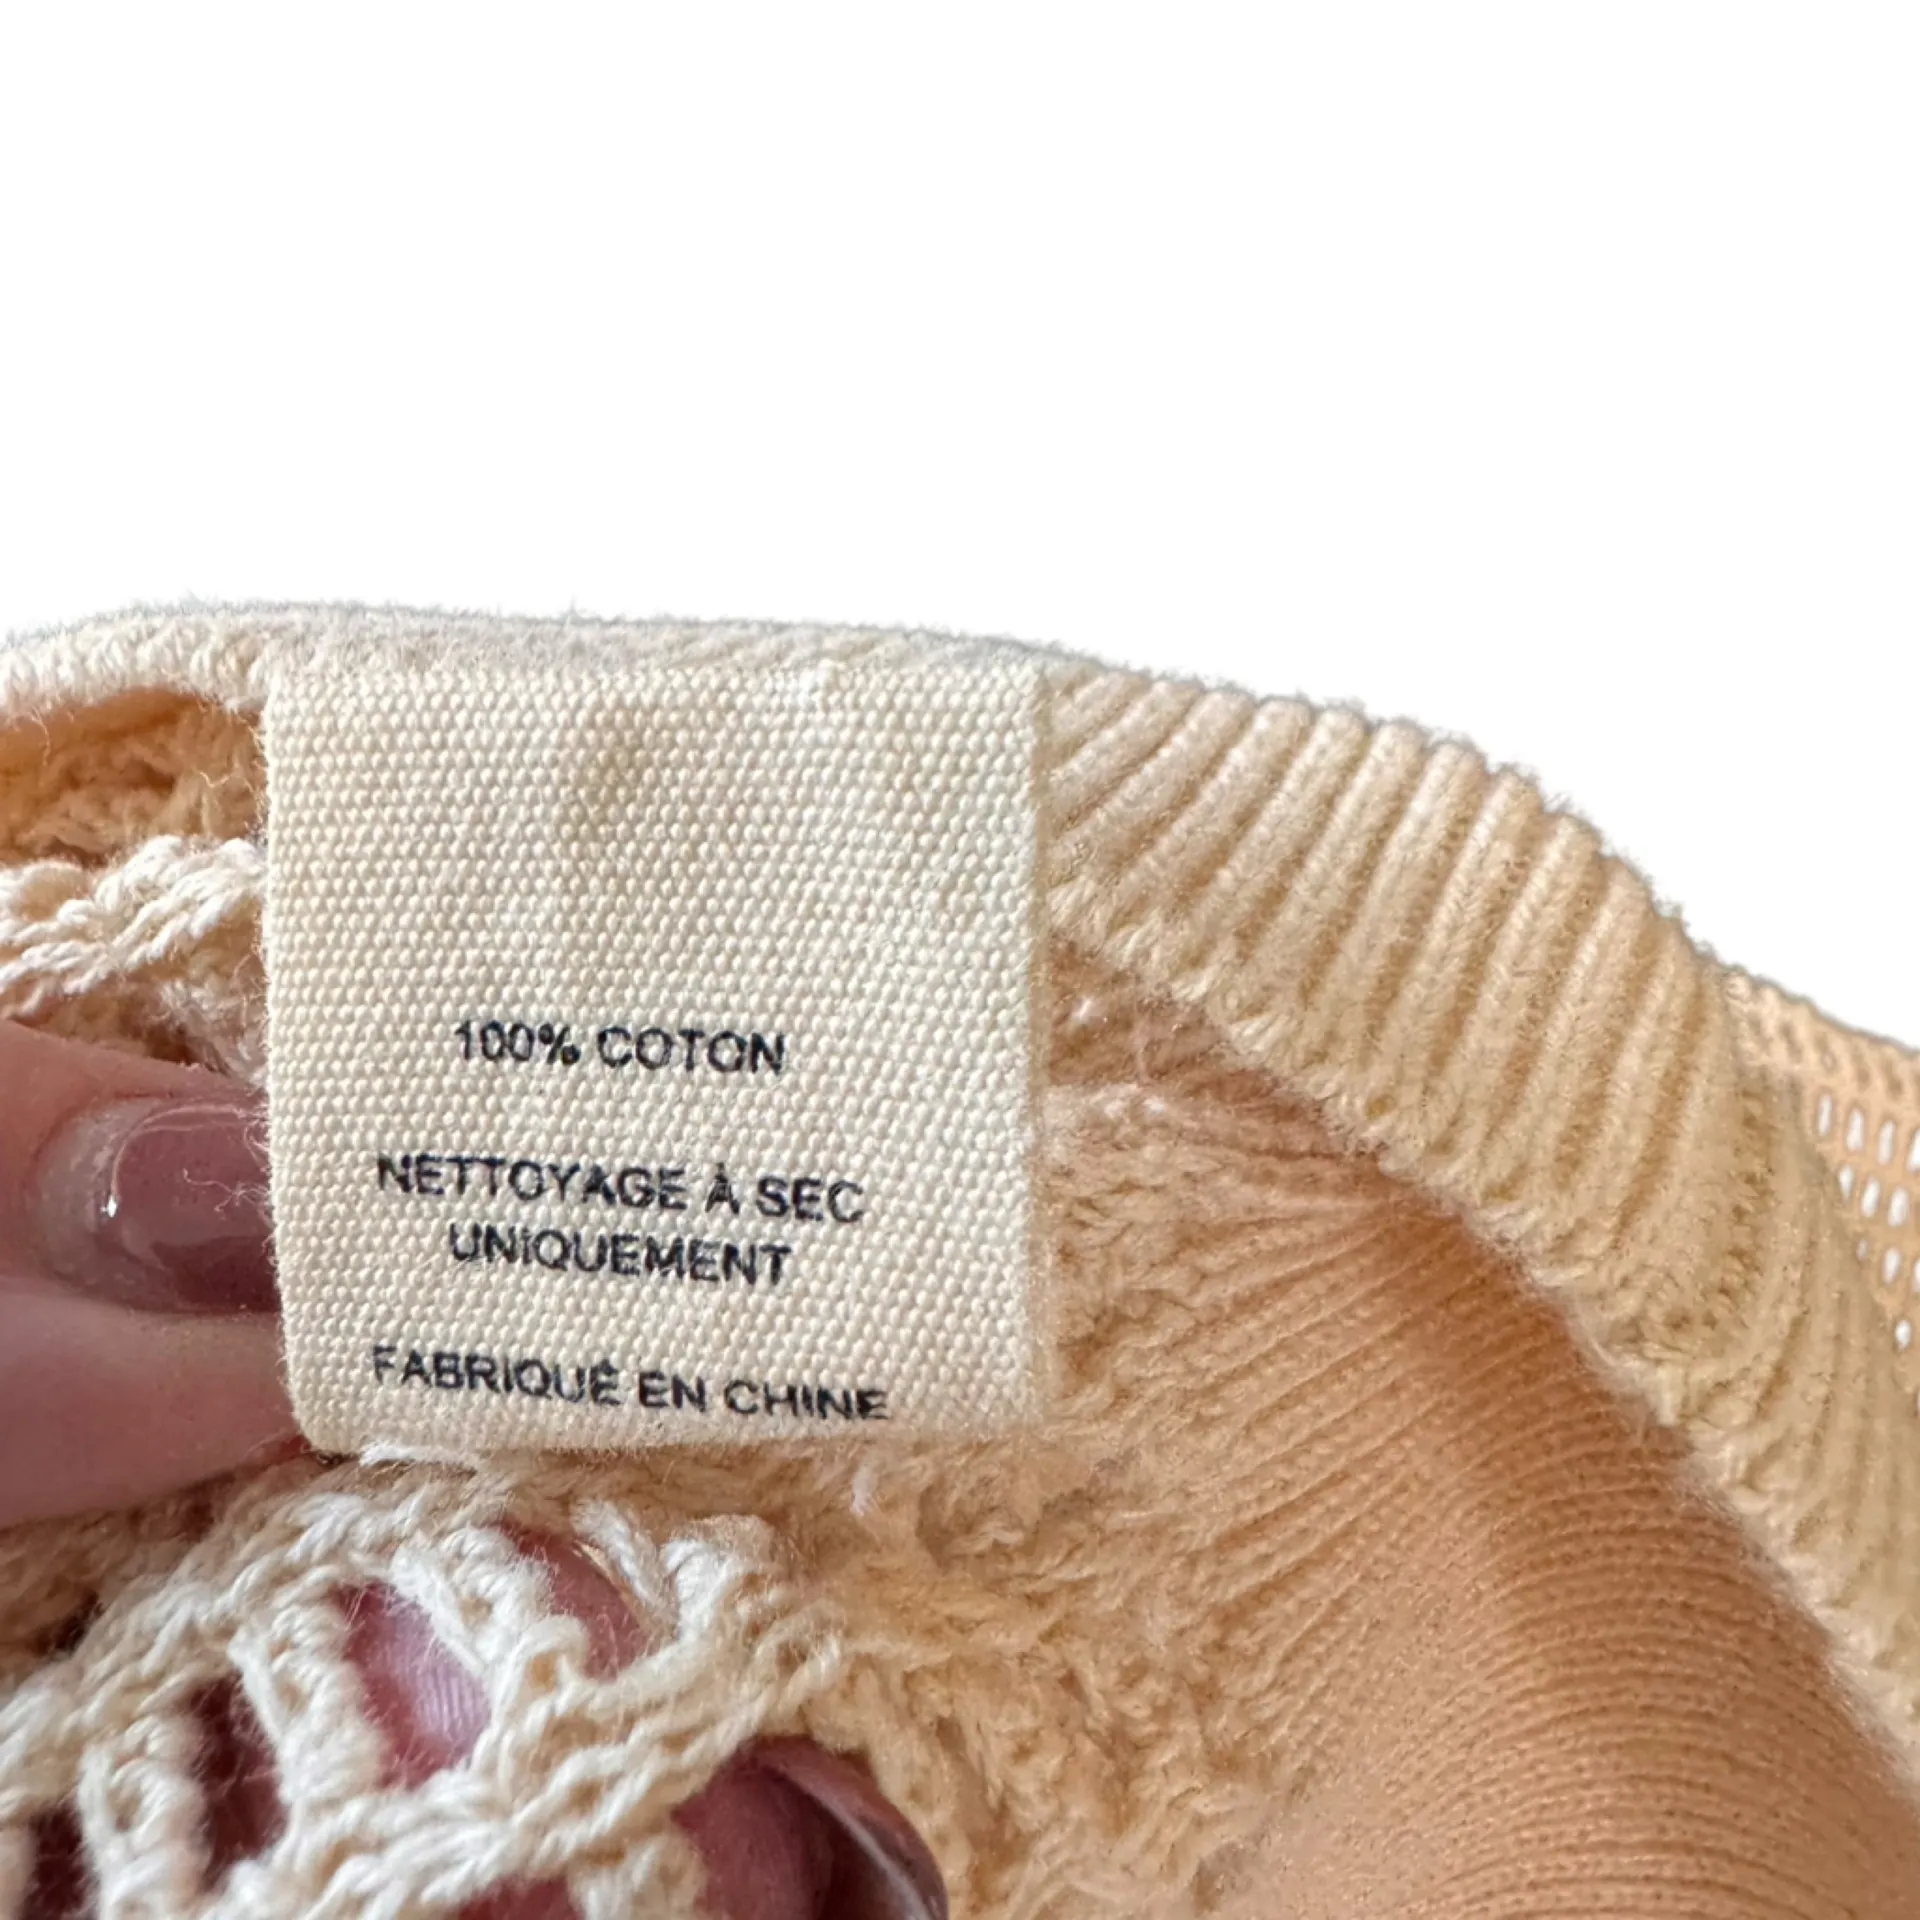 100% COTON
NETTOYAGE À SEC
UNIQUEMENT
FABRIQUÉ EN CHINE